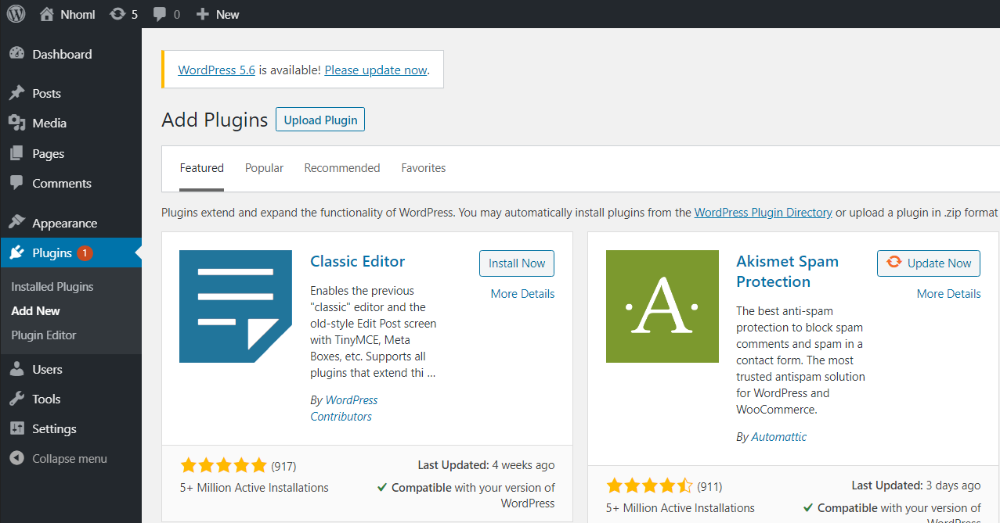 Nhoml 5 0 New
Dashboard
Posts
Media
Pages
Comments
Appearance
Plugins 1
Installed Plugins
Add New
Plugin Editor
Users
Tools
Settings
Collapse menu
WordPress 5.6 is available! Please update now.
Add Plugins Upload Plugin
Featured Popular Recommended Favorites
Plugins extend and expand the functionality of WordPress. You may automatically install plugins from the WordPress Plugin Directory or upload a plugin in .zip format
Classic Editor
Install Now
More Details
Enables the previous
"classic" editor and the
old-style Edit Post screen
with TinyMCE, Meta
Boxes, etc. Supports all
plugins that extend thi ...
By WordPress
Contributors
(917)
5+ Million Active Installations
Last Updated: 4 weeks ago
Compatible with your version of
WordPress
A
Akismet Spam
Protection
Update Now
More Details
The best anti-spam
protection to block spam
comments and spam in a
contact form. The most
trusted antispam solution
for WordPress and
WooCommerce.
By Automattic
(911)
5+ Million Active Installations
Last Updated: 3 days ago
Compatible with your version of
WordPress